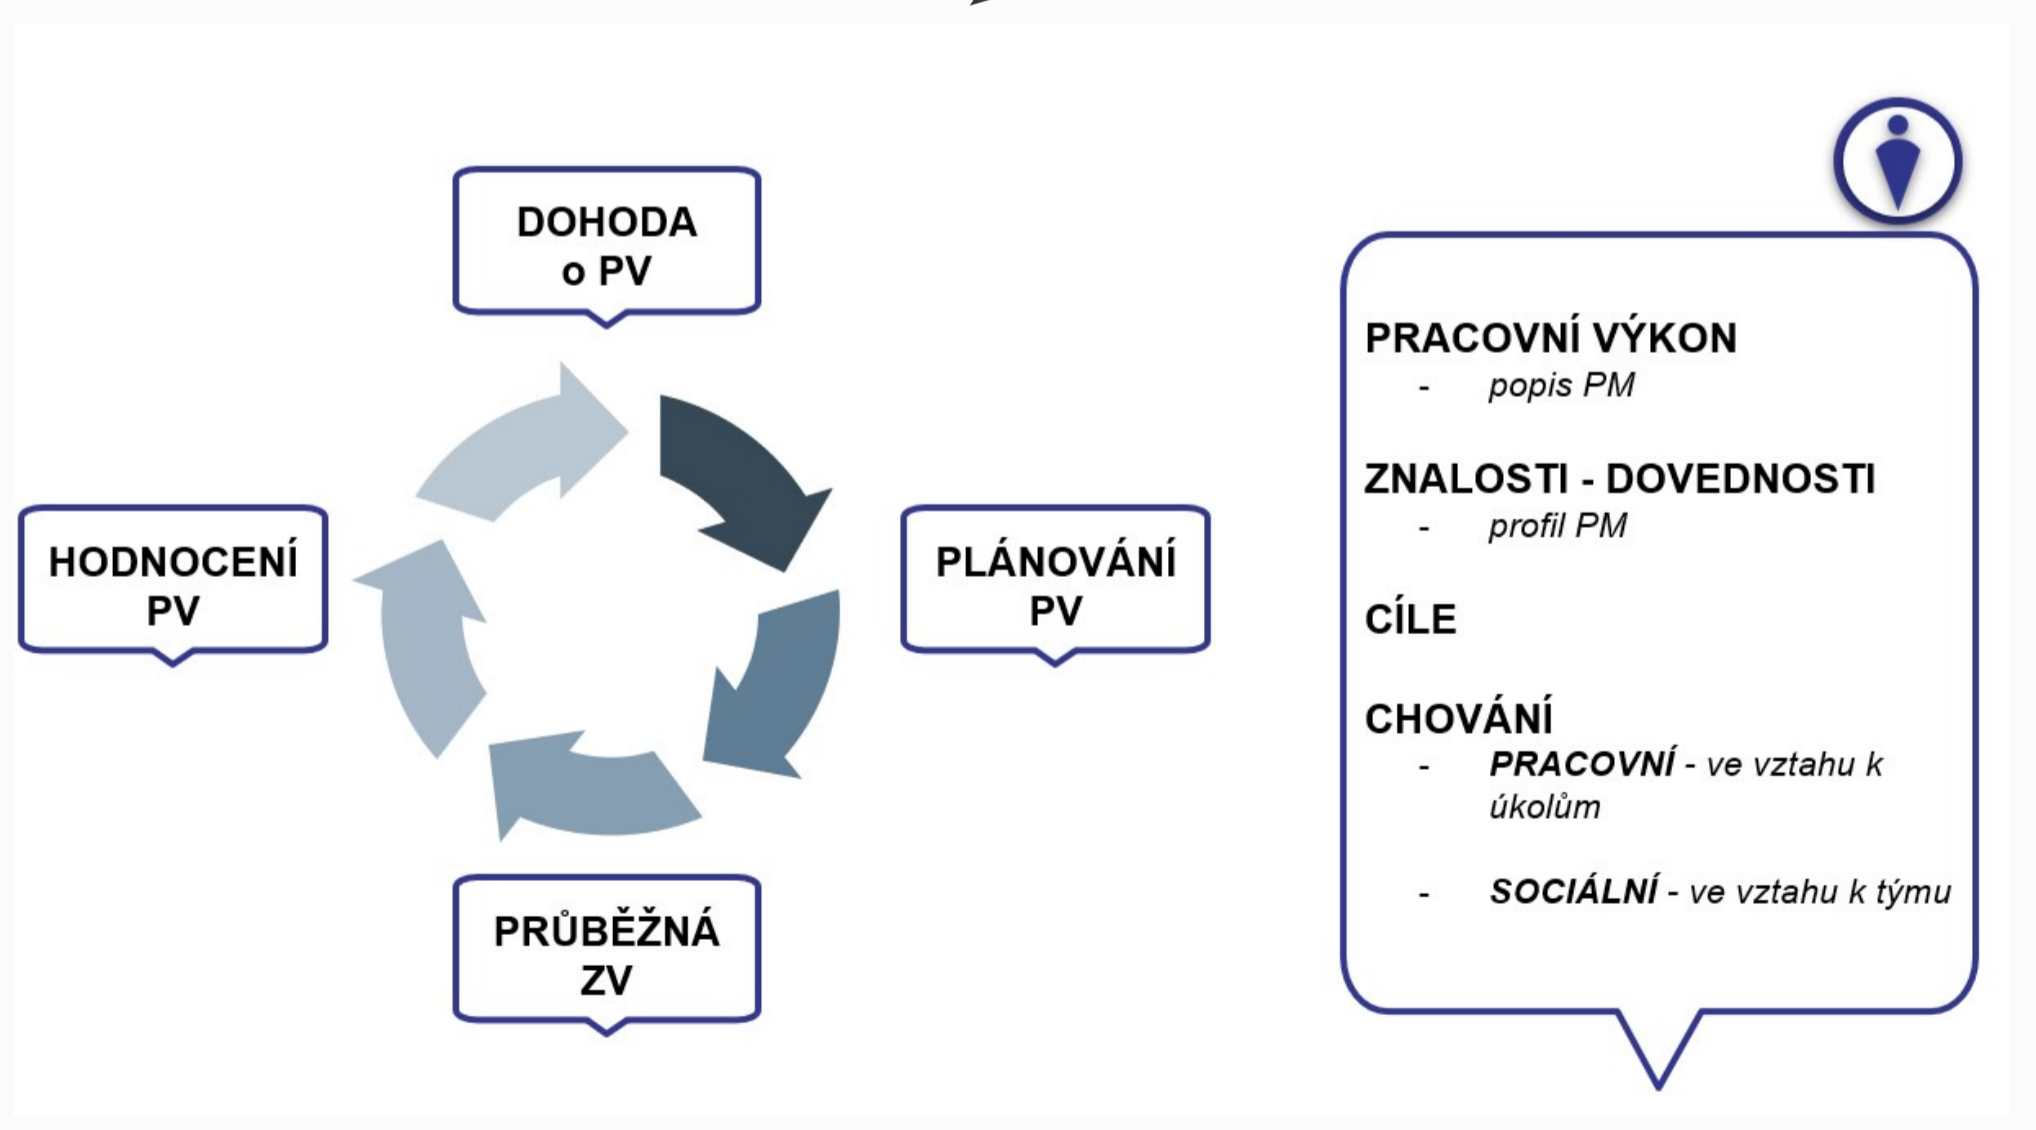 DOHODA
o PV
HODNOCENÍ
PV
PLÁNOVÁNÍ
PV
PRŮBĚŽNÁ
ZV
PRACOVNÍ VÝKON
- popis PM
ZNALOSTI - DOVEDNOSTI
- profil PM
CÍLE
CHOVÁNÍ
- PRACOVNÍ - ve vztahu k
úkolům
- SOCIÁLNÍ - ve vztahu k týmu